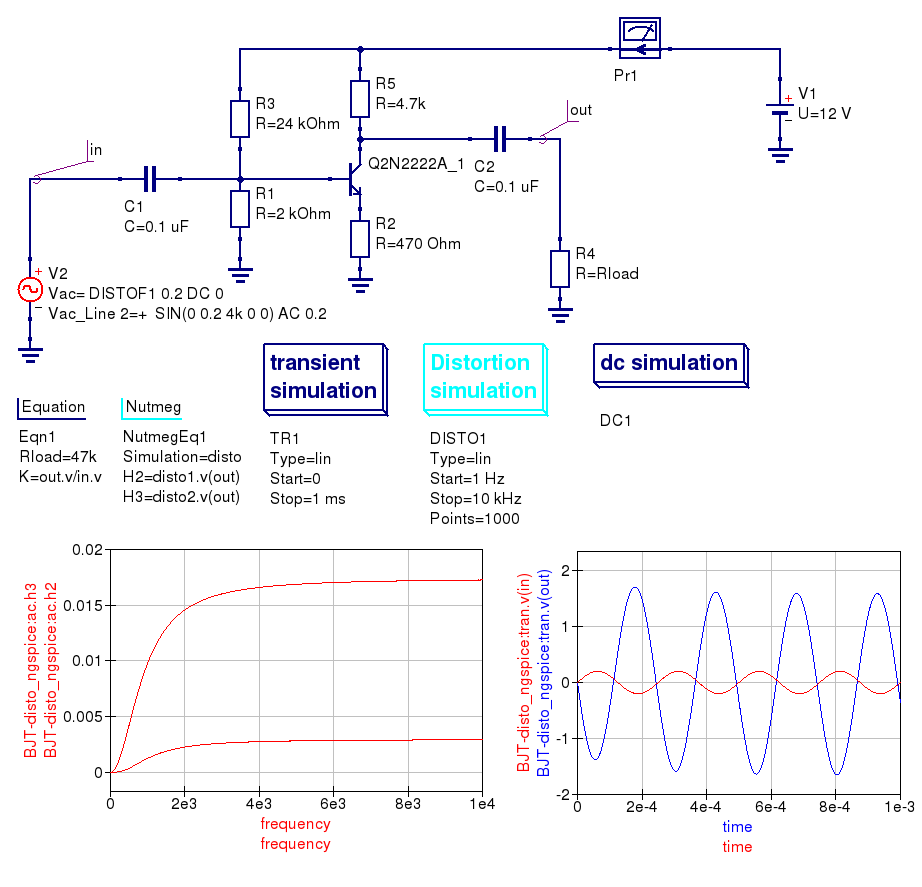 Pr1
V1
U=12 V
R5
R=4.7k
out
R3
R=24 kOhm
in
Q2N2222A_1
C2
C=0.1 uF
C1
C=0.1 uF
R1
R=2 kOhm
R2
R=470 Ohm
R4
R=Rload
V2
Vac= DISTOF1 0.2 DC 0
Vac_Line 2=+ SIN(0 0.2 4k 0 0) AC 0.2
transient
simulation
Distortion
simulation
dc simulation
Equation
Nutmeg
Eqn1
Rload=47k
K=out.v/in.v
NutmegEq1
Simulation=disto
H2=disto1.v(out)
H3=disto2.v(out)
TR1
Type=lin
Start=0
Stop=1 ms
DISTO1
Type=lin
Start=1 Hz
Stop=10 kHz
Points=1000
DC1
BJT-disto_ngspice:ac.h3
BJT-disto_ngspice:ac.h2
0.02
0.015
0.01
0.005
0
0 2e3 4e3 6e3 8e3 1e4
frequency
frequency
BJT-disto_ngspice:tran.v(in)
BJT-disto_ngspice:tran.v(out)
2
1
0
-1
-2
0 2e-4 4e-4 6e-4 8e-4 1e-3
time
time